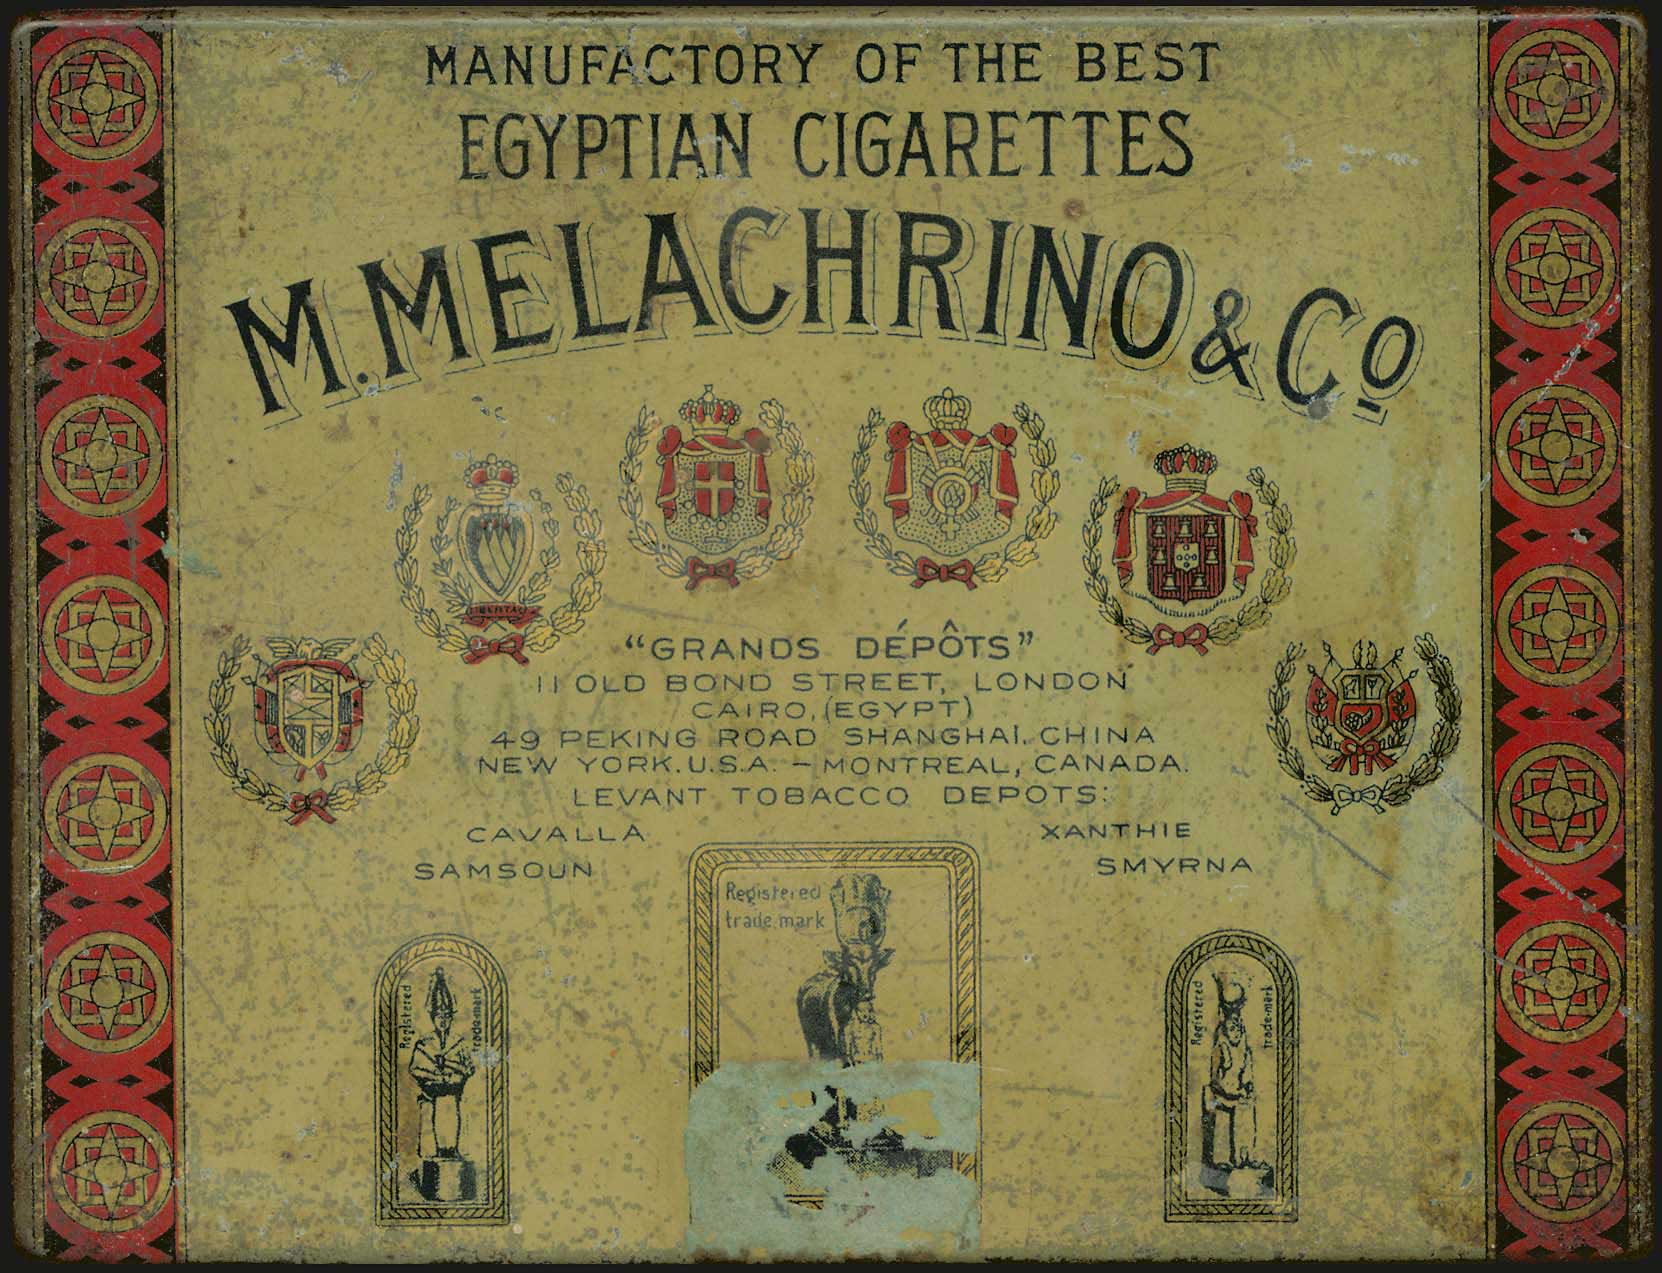 MANUFACTORY OF THE BEST
EGYPTIAN CIGARETTES
M. MELACHRINO & Co
LIBERTAS
"GRANDS DÉPÔTS"
11 OLD BOND STREET, LONDON
CAIRO, (EGYPT)
49 PEKING ROAD SHANGHAI. CHINA
NEW YORK. U.S.A. – MONTREAL, CANADA.
LEVANT TOBACCO DEPOTS:
CAVALLA XANTHIE
SAMSOUN SMYRNA
Registered
trade mark
Registered trade-mark
Registered trade-mark